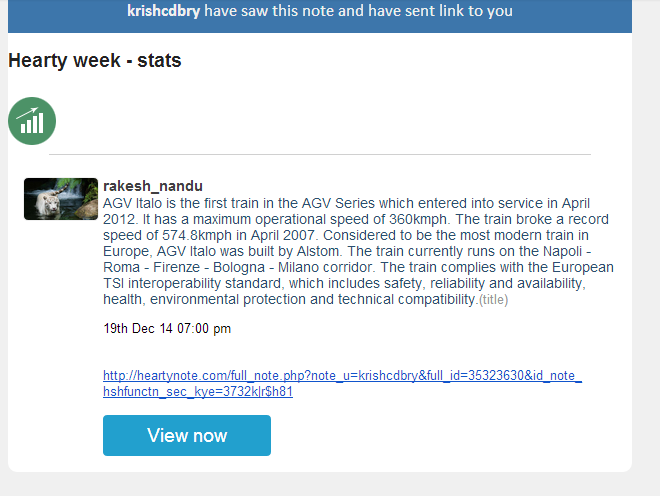 krishcdbry have saw this note and have sent link to you
Hearty week - stats
rakesh_nandu
AGV Italo is the first train in the AGV Series which entered into service in April
2012. It has a maximum operational speed of 360kmph. The train broke a record
speed of 574.8kmph in April 2007. Considered to be the most modern train in
Europe, AGV Italo was built by Alstom. The train currently runs on the Napoli -
Roma - Firenze - Bologna - Milano corridor. The train complies with the European
TSI interoperability standard, which includes safety, reliability and availability,
health, environmental protection and technical compatibility.(title)
19th Dec 14 07:00 pm
http://heartynote.com/full_note.php?note_u=krishcdbry&full_id=35323630&id_note_
hshfunctn_sec_kye=3732k|r$h81
View now